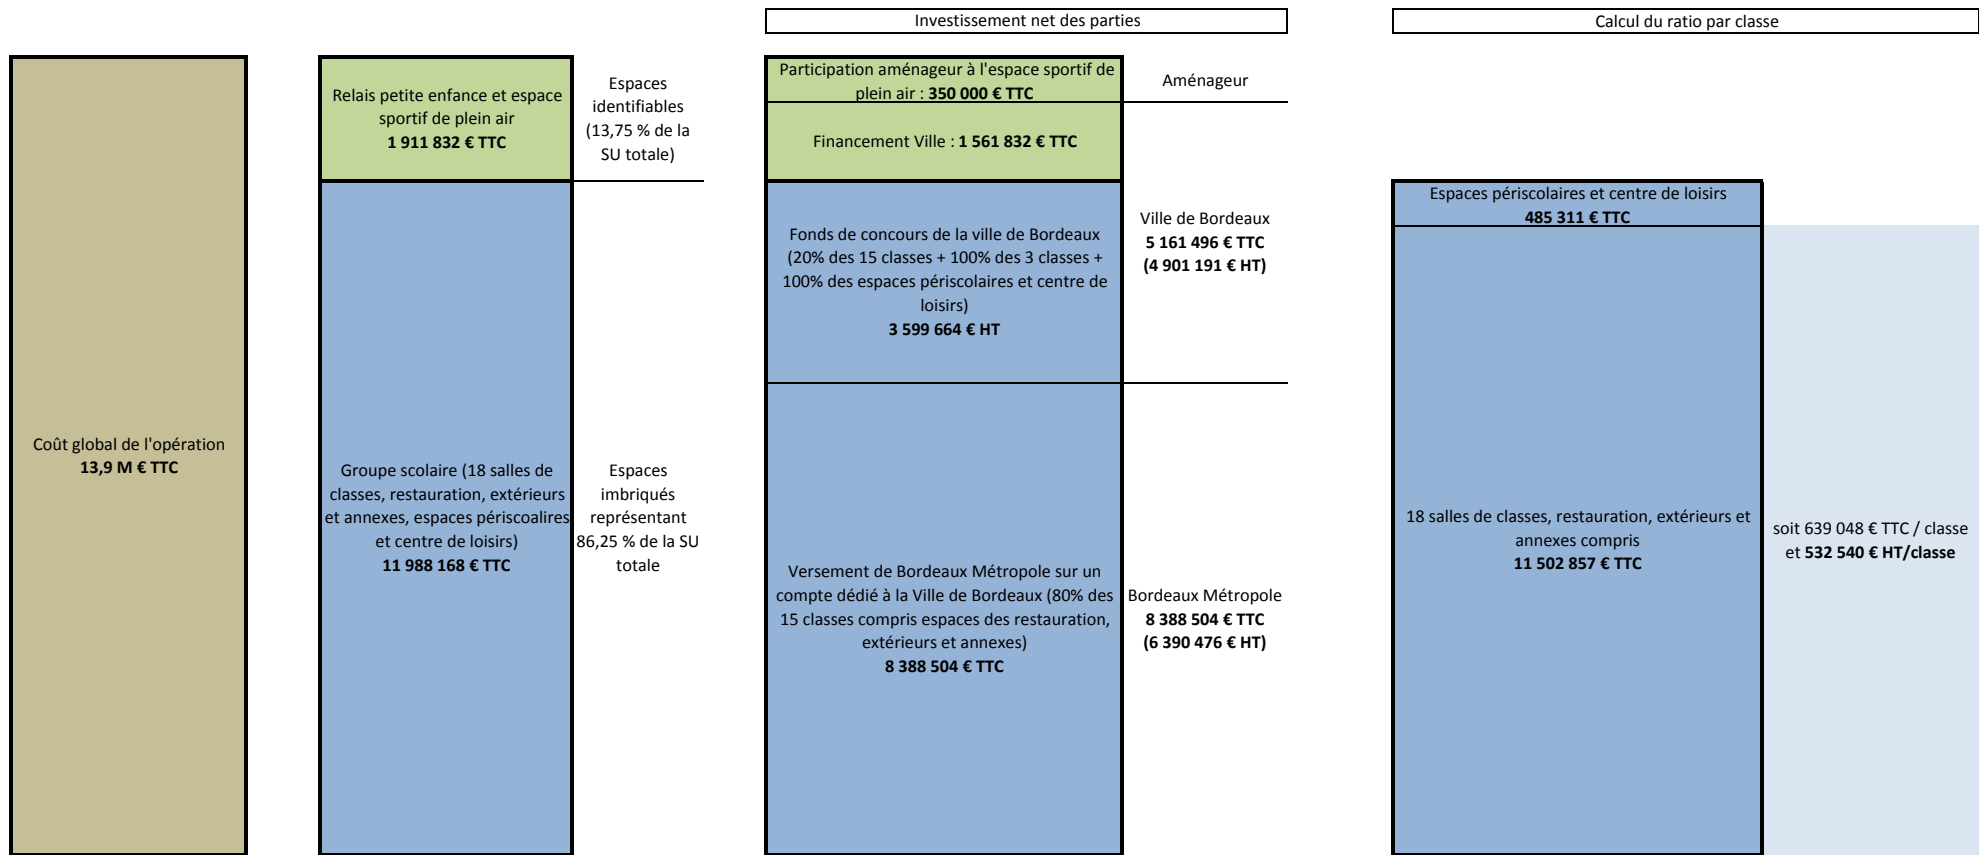 Investissement net des parties
Calcul du ratio par classe
Coût global de l'opération
13,9 M € TTC
Relais petite enfance et espace
sportif de plein air
1 911 832 € TTC
Espaces
identifiables
(13,75 % de la
SU totale)
Groupe scolaire (18 salles de
classes, restauration, extérieurs
et annexes, espaces périscoalires
et centre de loisirs)
11 988 168 € TTC
Espaces
imbriqués
représentant
86,25 % de la SU
totale
Participation aménageur à l'espace sportif de
plein air : 350 000 € TTC
Aménageur
Financement Ville : 1 561 832 € TTC
Fonds de concours de la ville de Bordeaux
(20% des 15 classes + 100% des 3 classes +
100% des espaces périscolaires et centre de
loisirs)
3 599 664 € HT
Ville de Bordeaux
5 161 496 € TTC
(4 901 191 € HT)
Versement de Bordeaux Métropole sur un
compte dédié à la Ville de Bordeaux (80% des
15 classes compris espaces des restauration,
extérieurs et annexes)
8 388 504 € TTC
Bordeaux Métropole
8 388 504 € TTC
(6 390 476 € HT)
Espaces périscolaires et centre de loisirs
485 311 € TTC
18 salles de classes, restauration, extérieurs et
annexes compris
11 502 857 € TTC
soit 639 048 € TTC / classe
et 532 540 € HT/classe